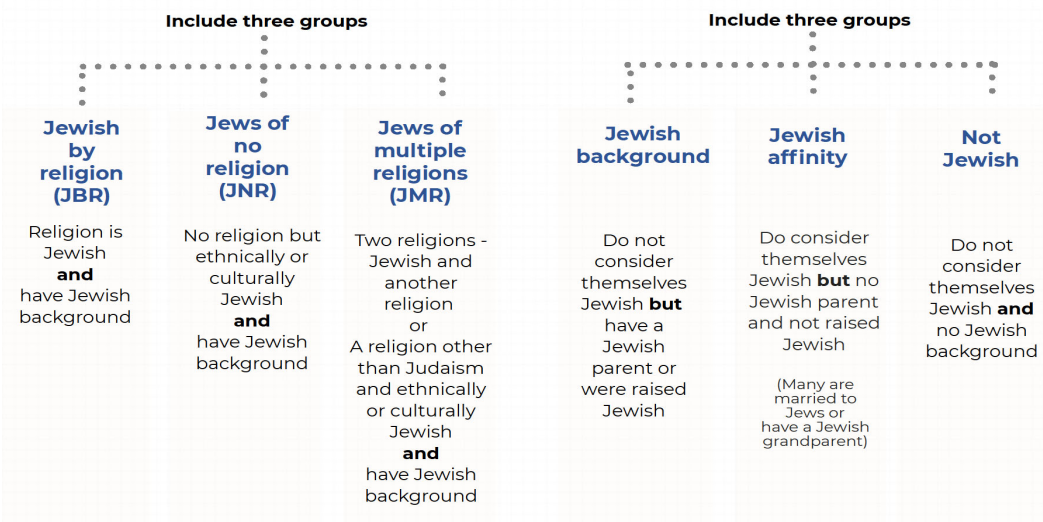 Include three groups
Jewish
by
religion
(JBR)
Religion is
Jewish
and
have Jewish
background
Jews of
no
religion
(JNR)
No religion but
ethnically or
culturally
Jewish
and
have Jewish
background
Jews of
multiple
religions
(JMR)
Two religions -
Jewish and
another
religion
or
A religion other
than Judaism
and ethnically
or culturally
Jewish
and
have Jewish
background
Include three groups
Jewish
background
Do not
consider
themselves
Jewish but
have a
Jewish
parent or
were raised
Jewish
Jewish
affinity
Do consider
themselves
Jewish but no
Jewish parent
and not raised
Jewish
(Many are
married to
Jews or
have a Jewish
grandparent)
Not
Jewish
Do not
consider
themselves
Jewish and
no Jewish
background